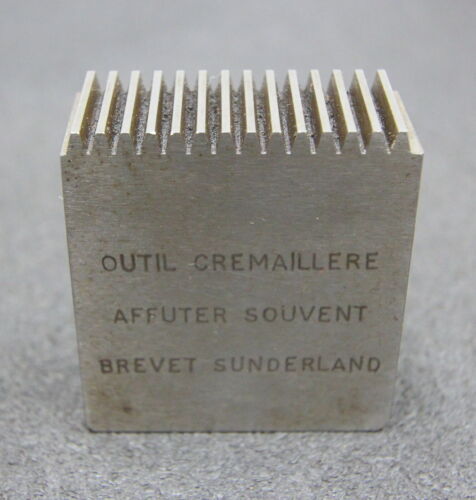 OUTIL CREMAILLERE
AFFUTER SOUVENT
BREVET SUNDERLAND